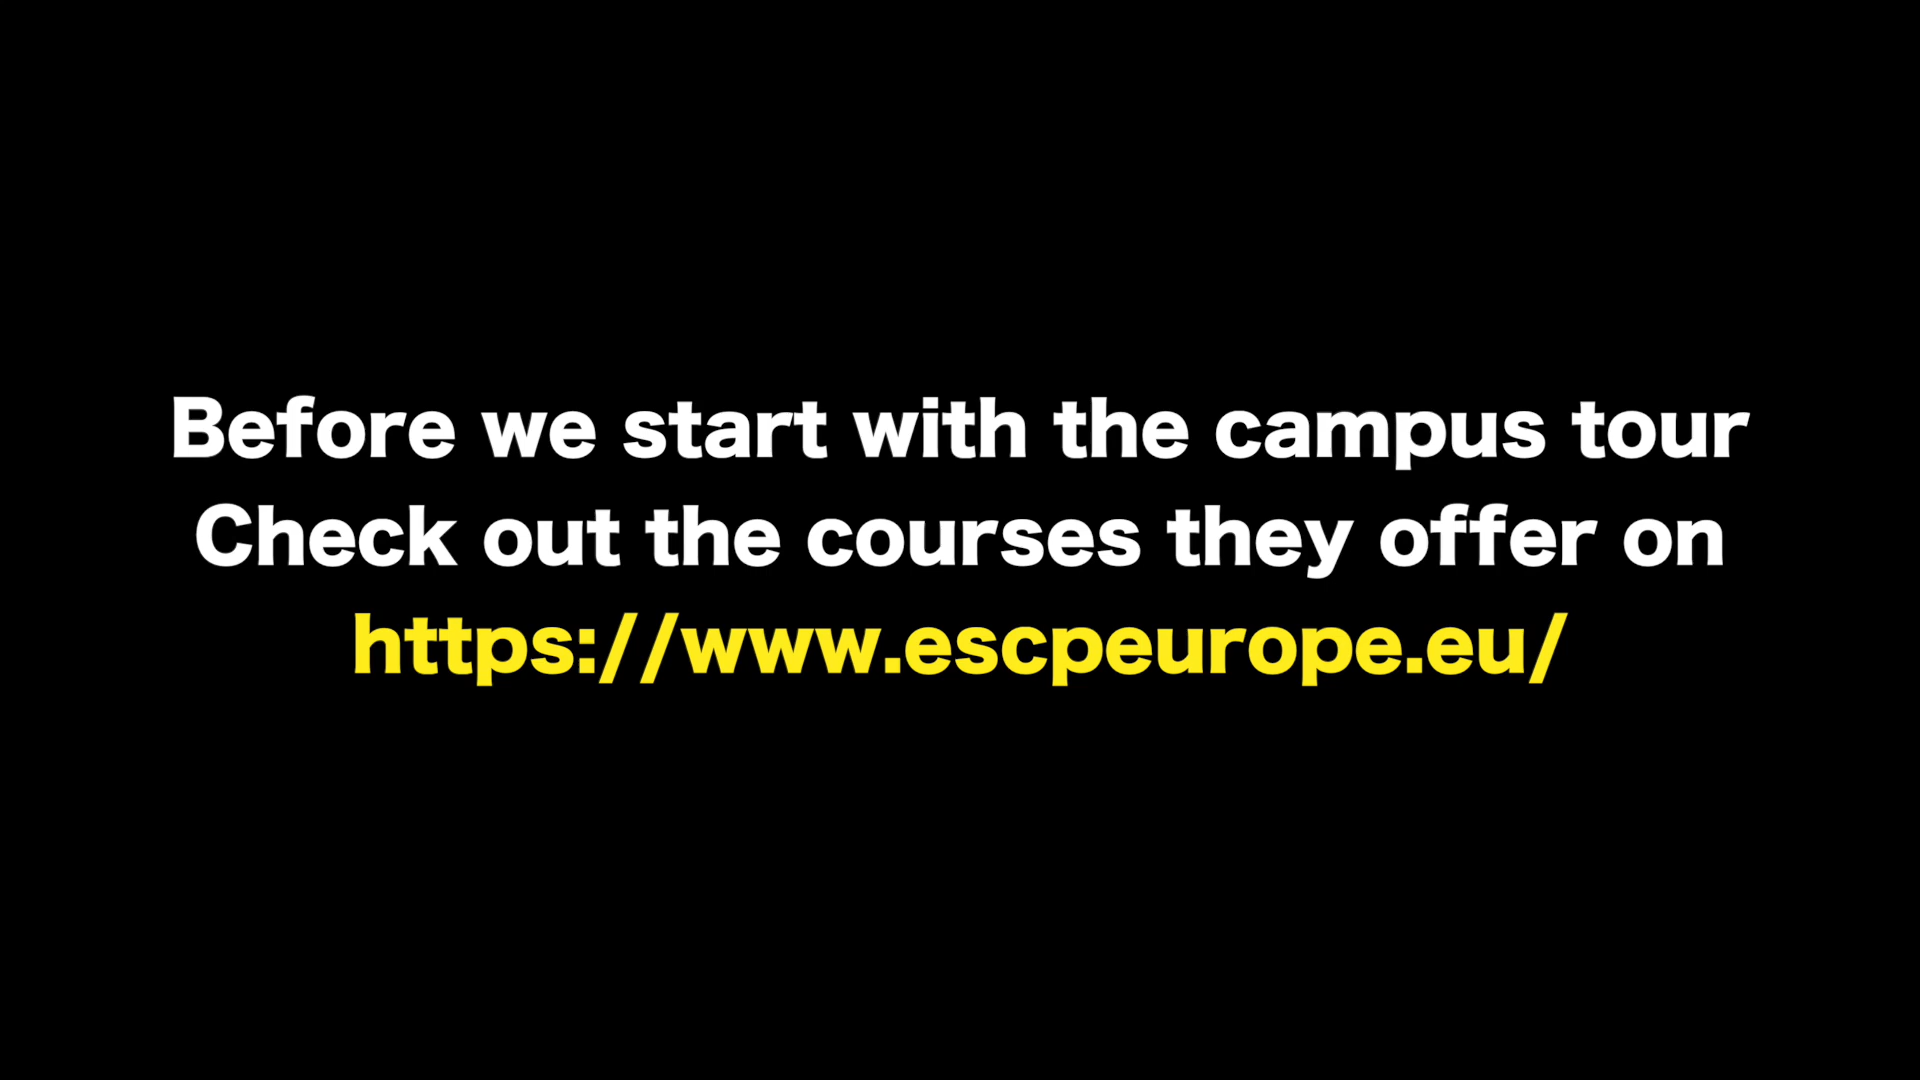 Before we start with the campus tour
Check out the courses they offer on
https://www.escpeurope.eu/